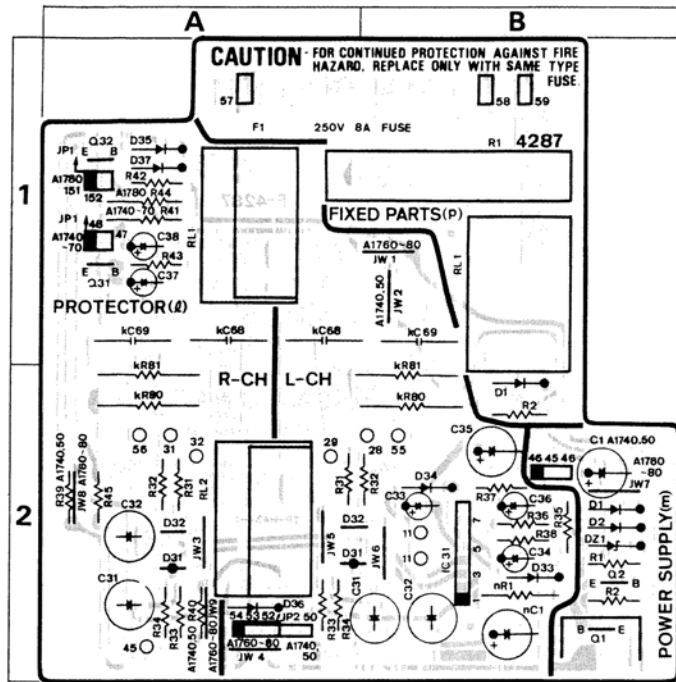 A B
CAUTION - FOR CONTINUED PROTECTION AGAINST FIRE
HAZARD, REPLACE ONLY WITH SAME TYPE
FUSE.
57 58 59
F1 250V 8A FUSE
R1 4287
JP1 E Q32 B
D35
D37
R42
A1780
151 152
A1780 R44
A1740~70 R41
JP1 48
A1740
~70
47
C38
R43
E B
Q31
C37
RL1
F-4287
1
FIXED PARTS(P)
A1760~80
JW1
A1740,50
JW2
RL1
PROTECTOR(ℓ)
kC69 kC68 kC68 kC69
kR81 R-CH L-CH kR81
kR80 kR80
D1
R2
56 31 32 29 28 55
C35
46 45 46
C1 A1740,50
A1760
~80
JW7
2
R39 A1740,50
JW8 A1760~80
R45
C32
R32
R31
RL2
R31
R32
C33
D34
R37
C36
R36
R38
R35
D1
D2
DZ1
R1
Q2
E B
R2
B E
Q1
POWER SUPPLY(m)
D32
JW3
D31
JW5
D32
D31
JW6
11
11
IC31
7
5
3
1
C34
D33
nR1
nC1
C31
R34
R33
R40
A1740,50
JW9
A1760~80
45
54 53 52
D36
JP2 50
A1760~80
JW4
A1740,
50
R33
R34
C31
C32